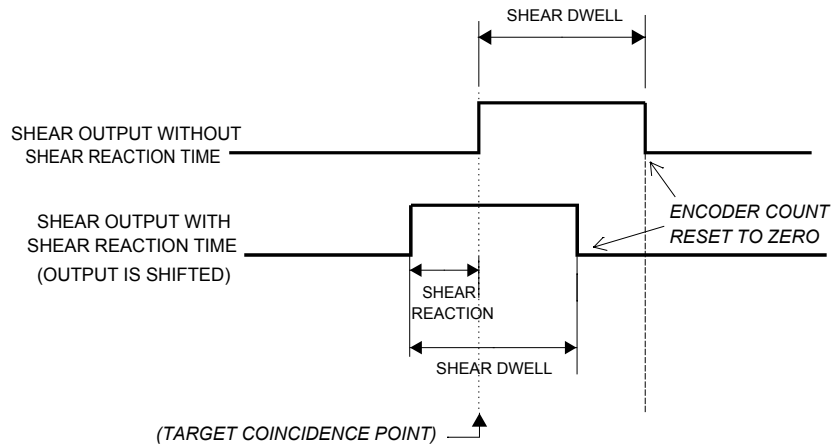 SHEAR DWELL
SHEAR OUTPUT WITHOUT
SHEAR REACTION TIME
SHEAR OUTPUT WITH
SHEAR REACTION TIME
(OUTPUT IS SHIFTED)
ENCODER COUNT
RESET TO ZERO
SHEAR
REACTION
SHEAR DWELL
(TARGET COINCIDENCE POINT)